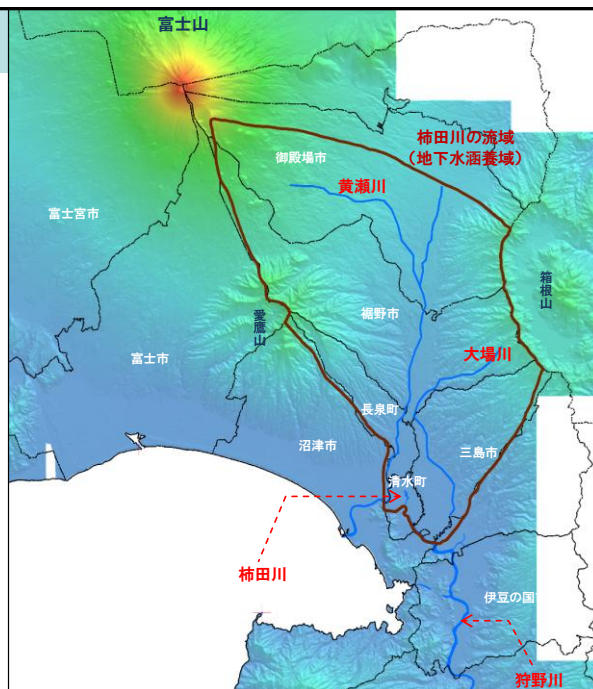 富士山
柿田川の流域
（地下水涵養域）
御殿場市
黄瀬川
富士宮市
箱根山
愛鷹山
裾野市
大場川
富士市
長泉町
沼津市
三島市
清水町
柿田川
伊豆の国
狩野川